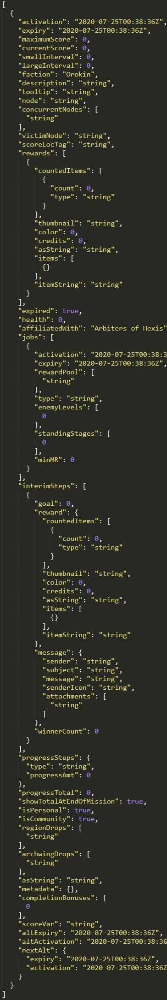 [
{
"activation": "2020-07-25T00:38:36Z",
"expiry": "2020-07-25T00:38:36Z",
"maximumScore": 0,
"currentScore": 0,
"smallInterval": 0,
"largeInterval": 0,
"faction": "Orokin",
"description": "string",
"tooltip": "string",
"node": "string",
"concurrentNodes": [
"string"
],
"victimNode": "string",
"scoreLocTag": "string",
"rewards": [
{
"countedItems": [
{
"count": 0,
"type": "string"
}
],
"thumbnail": "string",
"color": 0,
"credits": 0,
"asString": "string",
"items": [
{}
],
"itemString": "string"
}
],
"expired": true,
"health": 0,
"affiliatedWith": "Arbiters of Hexis"
"jobs": [
{
"activation": "2020-07-25T00:38:3
"expiry": "2020-07-25T00:38:36Z",
"rewardPool": [
"string"
],
"type": "string",
"enemyLevels": [
0
],
"standingStages": [
0
],
"minMR": 0
}
],
"interimSteps": [
{
"goal": 0,
"reward": {
"countedItems": [
{
"count": 0,
"type": "string"
}
],
"thumbnail": "string",
"color": 0,
"credits": 0,
"asString": "string",
"items": [
{}
],
"itemString": "string"
},
"message": {
"sender": "string",
"subject": "string",
"message": "string",
"senderIcon": "string",
"attachments": [
"string"
]
},
"winnerCount": 0
}
],
"progressSteps": {
"type": "string",
"progressAmt": 0
},
"progressTotal": 0,
"showTotalAtEndOfMission": true,
"isPersonal": true,
"isCommunity": true,
"regionDrops": [
"string"
],
"archwingDrops": [
"string"
],
"asString": "string",
"metadata": {},
"completionBonuses": [
0
],
"scoreVar": "string",
"altExpiry": "2020-07-25T00:38:36Z"
"altActivation": "2020-07-25T00:38:36
"nextAlt": {
"expiry": "2020-07-25T00:38:36Z",
"activation": "2020-07-25T00:38:36Z
}
}
]